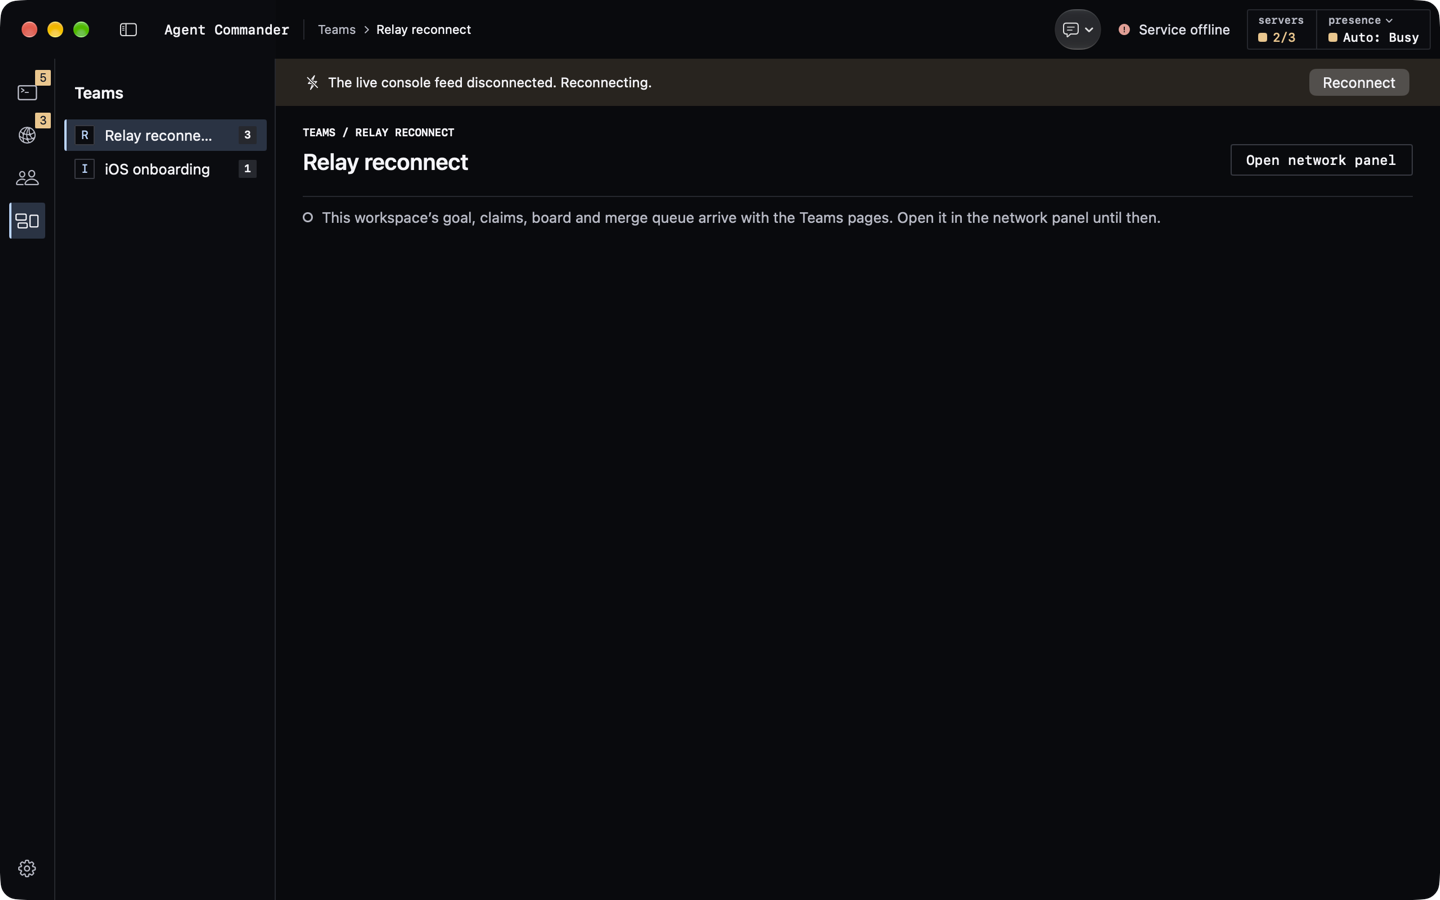 Agent Commander
Teams > Relay reconnect
Service offline
servers
2/3
presence
Auto: Busy
5
3
Teams
R Relay reconne... 3
I iOS onboarding 1
The live console feed disconnected. Reconnecting.
Reconnect
TEAMS / RELAY RECONNECT
Relay reconnect
Open network panel
This workspace’s goal, claims, board and merge queue arrive with the Teams pages. Open it in the network panel until then.